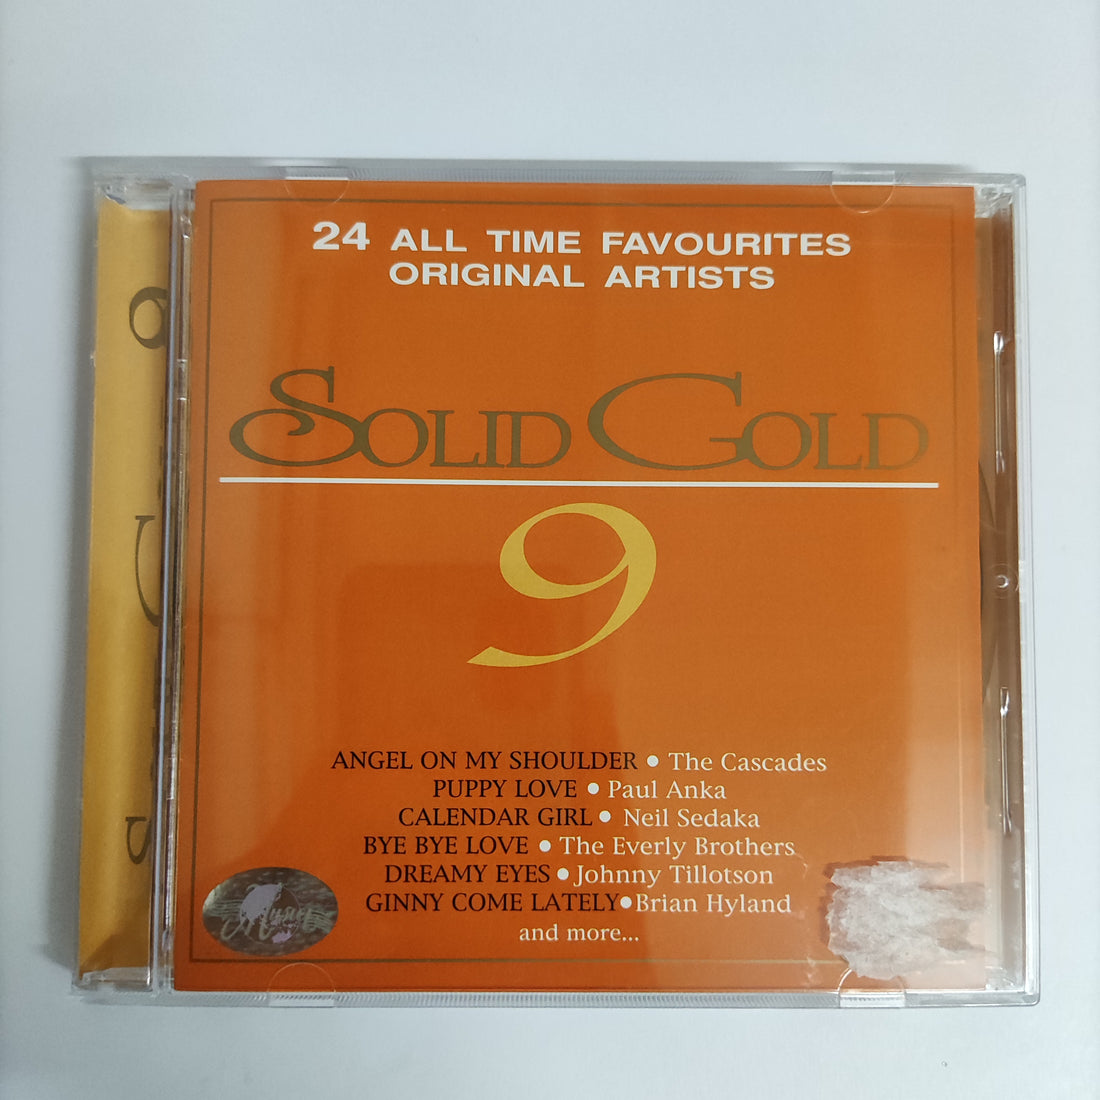 24 ALL TIME FAVOURITES
ORIGINAL ARTISTS
SOLID GOLD
9
ANGEL ON MY SHOULDER • The Cascades
PUPPY LOVE • Paul Anka
CALENDAR GIRL • Neil Sedaka
BYE BYE LOVE • The Everly Brothers
DREAMY EYES • Johnny Tillotson
GINNY COME LATELY • Brian Hyland
and more...